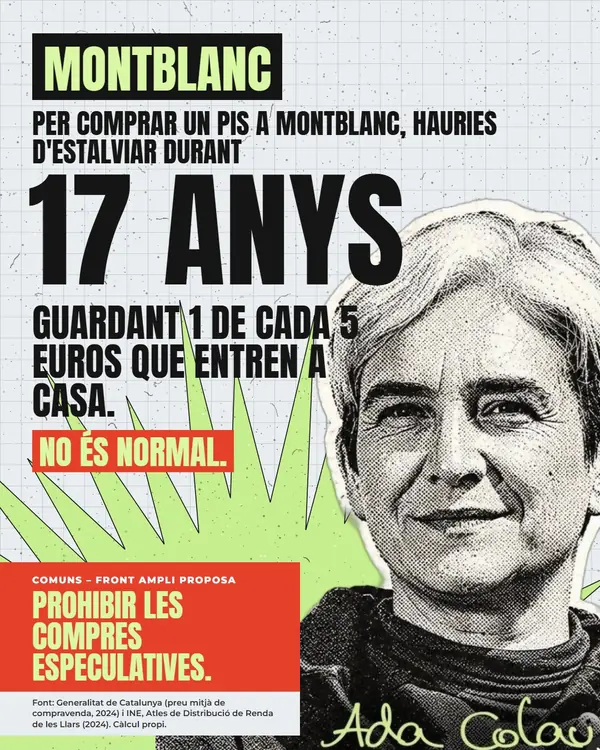 MONTBLANC
PER COMPRAR UN PIS A MONTBLANC, HAURIES
D'ESTALVIAR DURANT
17 ANYS
GUARDANT 1 DE CADA 5
EUROS QUE ENTREN A
CASA.
NO ÉS NORMAL.
COMUNS – FRONT AMPLI PROPOSA
PROHIBIR LES
COMPRES
ESPECULATIVES.
Font: Generalitat de Catalunya (preu mitjà de
compravenda, 2024) i INE, Atles de Distribució de Renda
de les Llars (2024). Càlcul propi.
Ada Colau